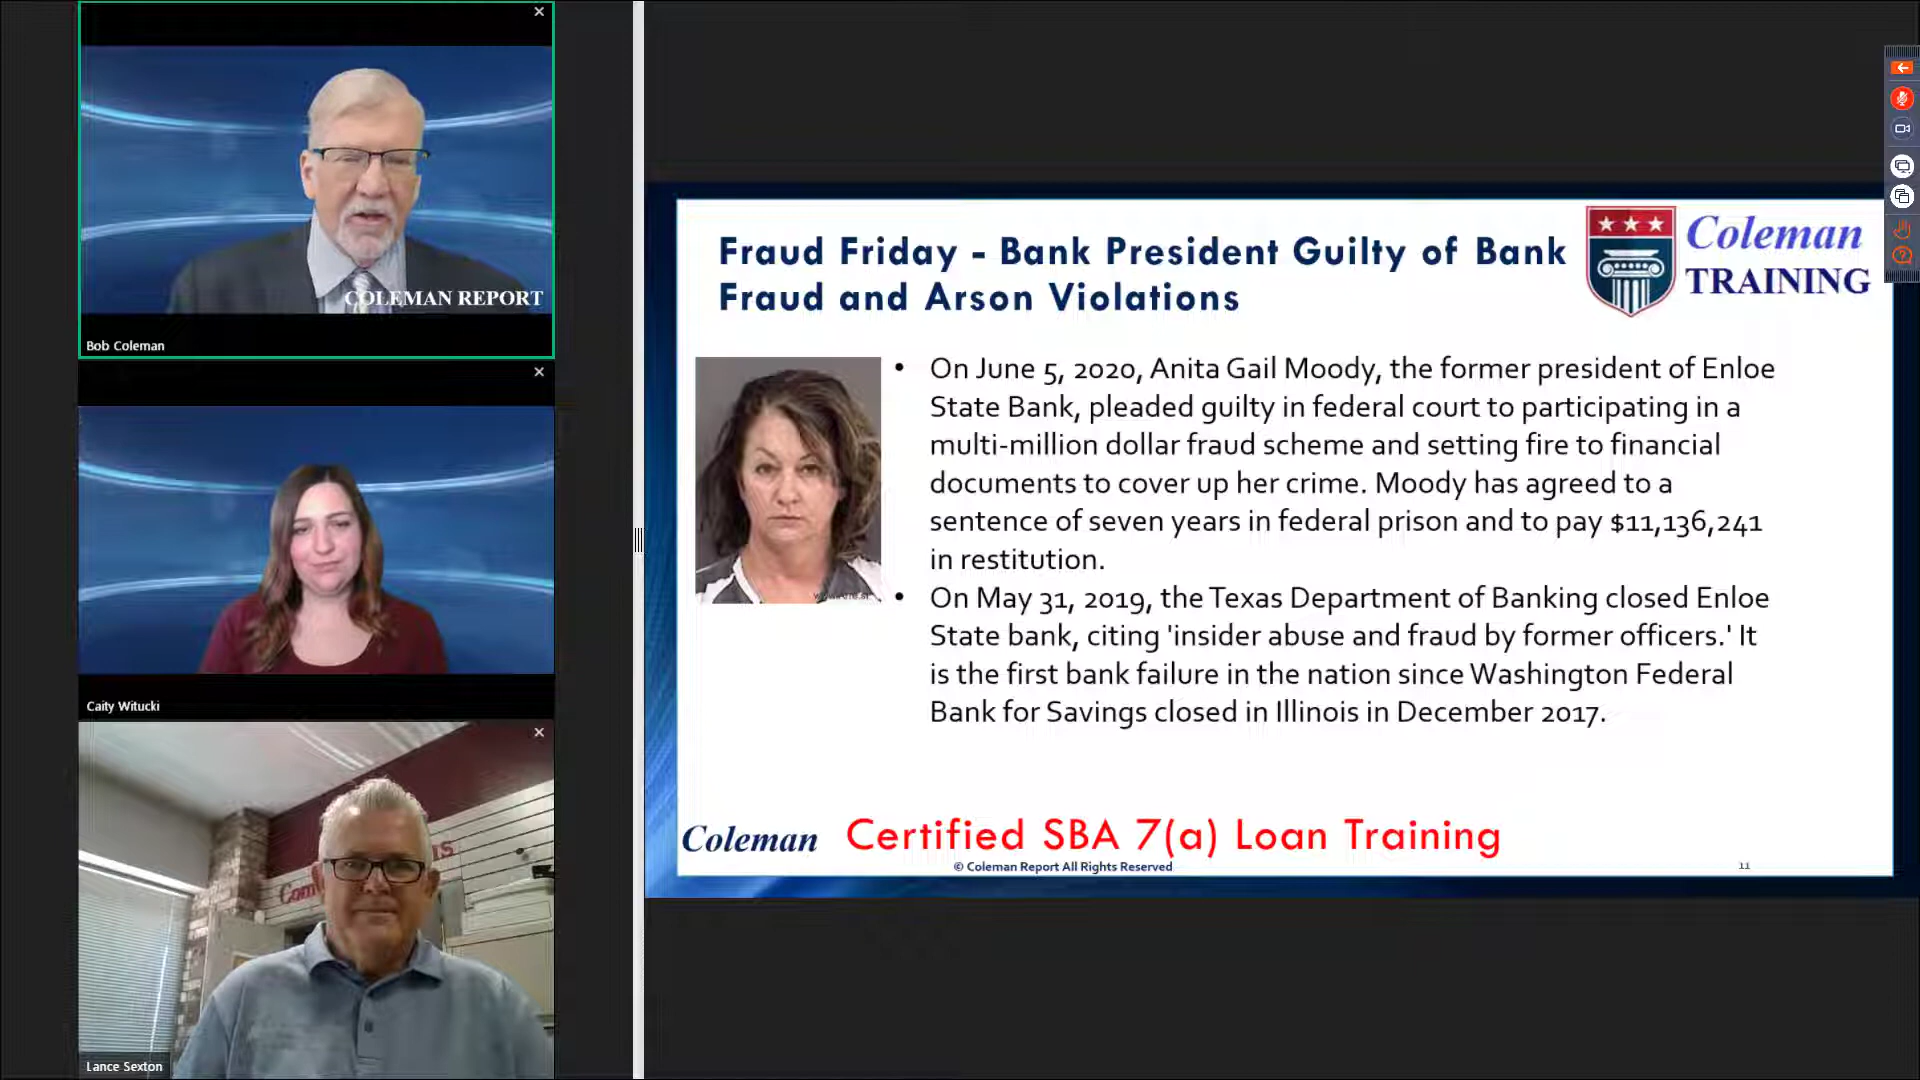 COLEMAN REPORT
Bob Coleman
Caity Witucki
Lance Sexton
Fraud Friday - Bank President Guilty of Bank
Fraud and Arson Violations
Coleman
TRAINING
• On June 5, 2020, Anita Gail Moody, the former president of Enloe
State Bank, pleaded guilty in federal court to participating in a
multi-million dollar fraud scheme and setting fire to financial
documents to cover up her crime. Moody has agreed to a
sentence of seven years in federal prison and to pay $11,136,241
in restitution.
• On May 31, 2019, the Texas Department of Banking closed Enloe
State bank, citing 'insider abuse and fraud by former officers.' It
is the first bank failure in the nation since Washington Federal
Bank for Savings closed in Illinois in December 2017.
Coleman Certified SBA 7(a) Loan Training
© Coleman Report All Rights Reserved
11